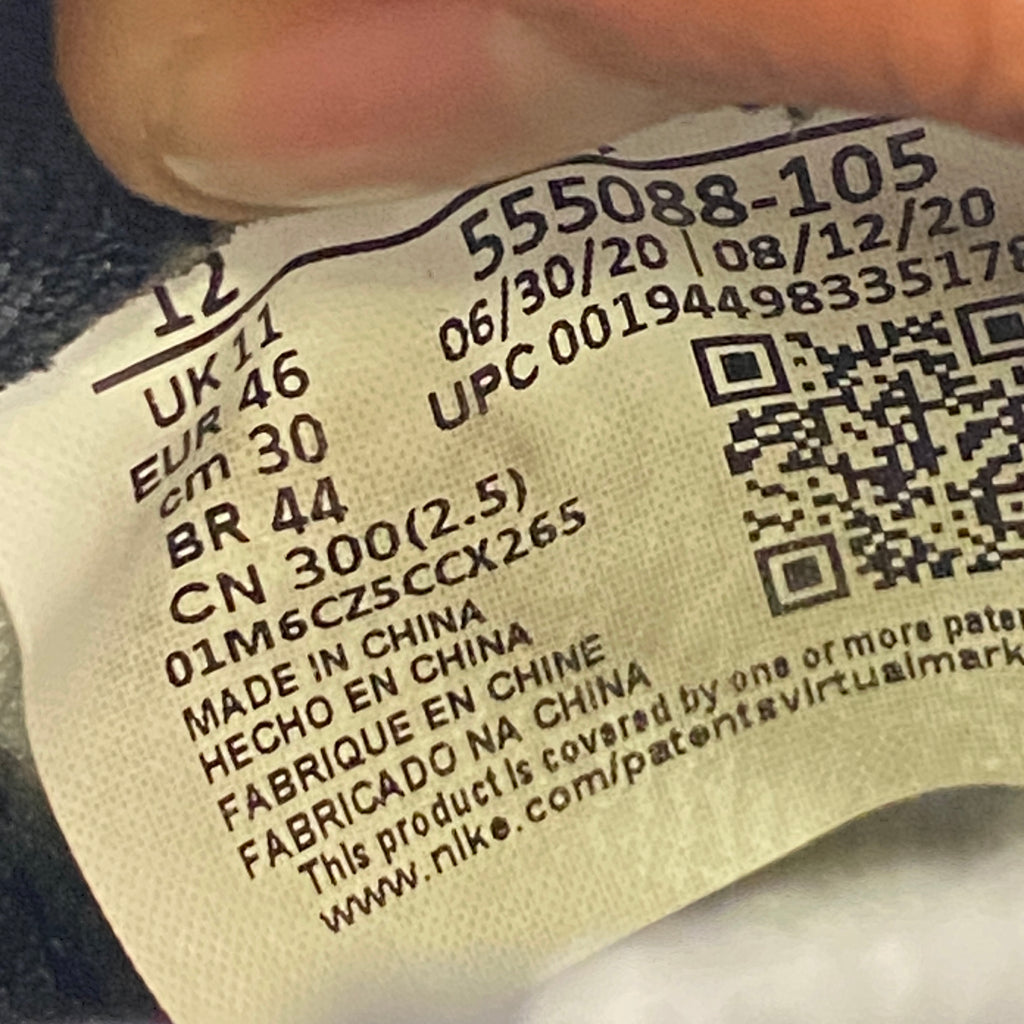 12
UK 11
EUR 46
cm 30
BR 44
CN 300(2.5)
01M6CZ5CCX265
MADE IN CHINA
HECHO EN CHINA
FABRIQUE EN CHINE
FABRICADO NA CHINA
This product is covered by one or more
www.nike.com/patentsvirtualmark
555088-105
06/30/20 | 08/12/20
UPC 00194498335178